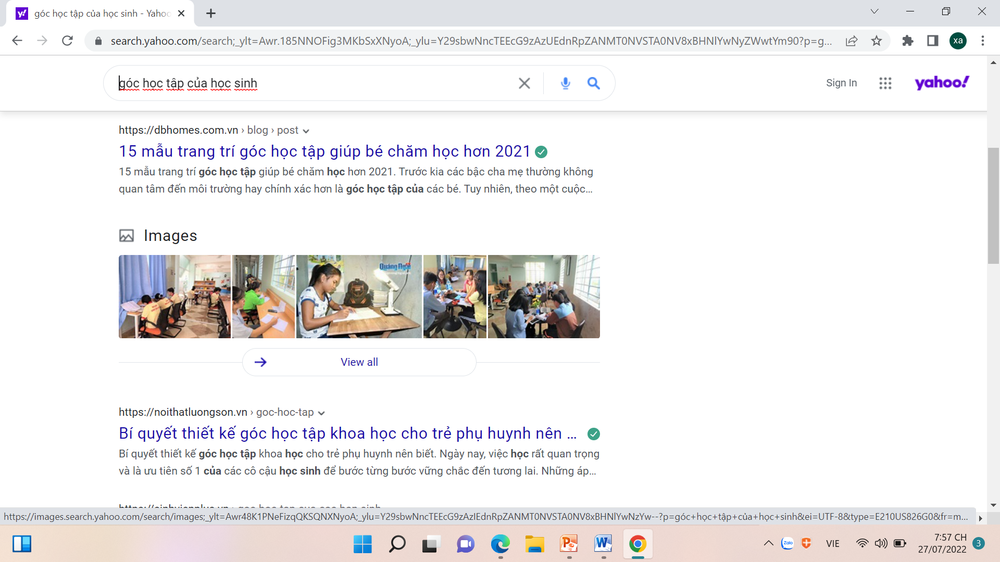 góc học tập của học sinh - Yahoo
search.yahoo.com/search;_ylt=Awr.185NNOFig3MKbSxXNyoA;_ylu=Y29sbwNncTEEcG9zAzUEdnRpZANMT0NVSTA0NV8xBHNlYwNyZWwtYm90?p=g...
xa
góc học tập của học sinh
Sign In
yahoo!
https://dbhomes.com.vn › blog › post
15 mẫu trang trí góc học tập giúp bé chăm học hơn 2021
15 mẫu trang trí góc học tập giúp bé chăm học hơn 2021. Trước kia các bậc cha mẹ thường không
quan tâm đến môi trường hay chính xác hơn là góc học tập của các bé. Tuy nhiên, theo một cuộc...
Images
Quảng Ngãi
View all
https://noithatluongson.vn › goc-hoc-tap
Bí quyết thiết kế góc học tập khoa học cho trẻ phụ huynh nên ...
Bí quyết thiết kế góc học tập khoa học cho trẻ phụ huynh nên biết. Ngày nay, việc học rất quan trọng
và là ưu tiên số 1 của các cô cậu học sinh để bước từng bước vững chắc đến tương lai. Những áp...
https://images.search.yahoo.com/search/images;_ylt=Awr48K1PNeFizqQKSQNXNyoA;_ylu=Y29sbwNncTEEcG9zAzIEdnRpZANMT0NVSTA0NV8xBHNlYwNzYw--?p=góc+học+tập+của+học+sinh&ei=UTF-8&type=E210US826G0&fr=m...
Zalo
VIE
7:57 CH
27/07/2022
3